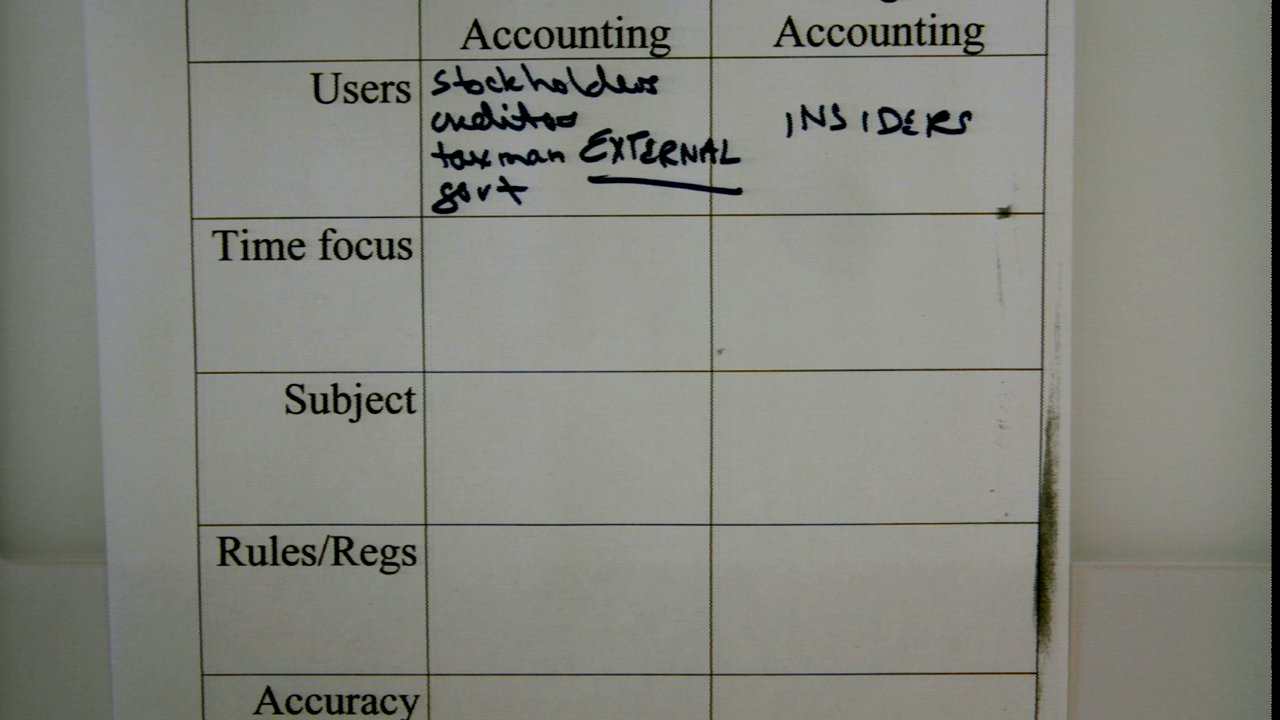 Accounting Accounting
Users stockholders
creditors INSIDERS
taxman EXTERNAL
govt
Time focus
Subject
Rules/Regs
Accuracy